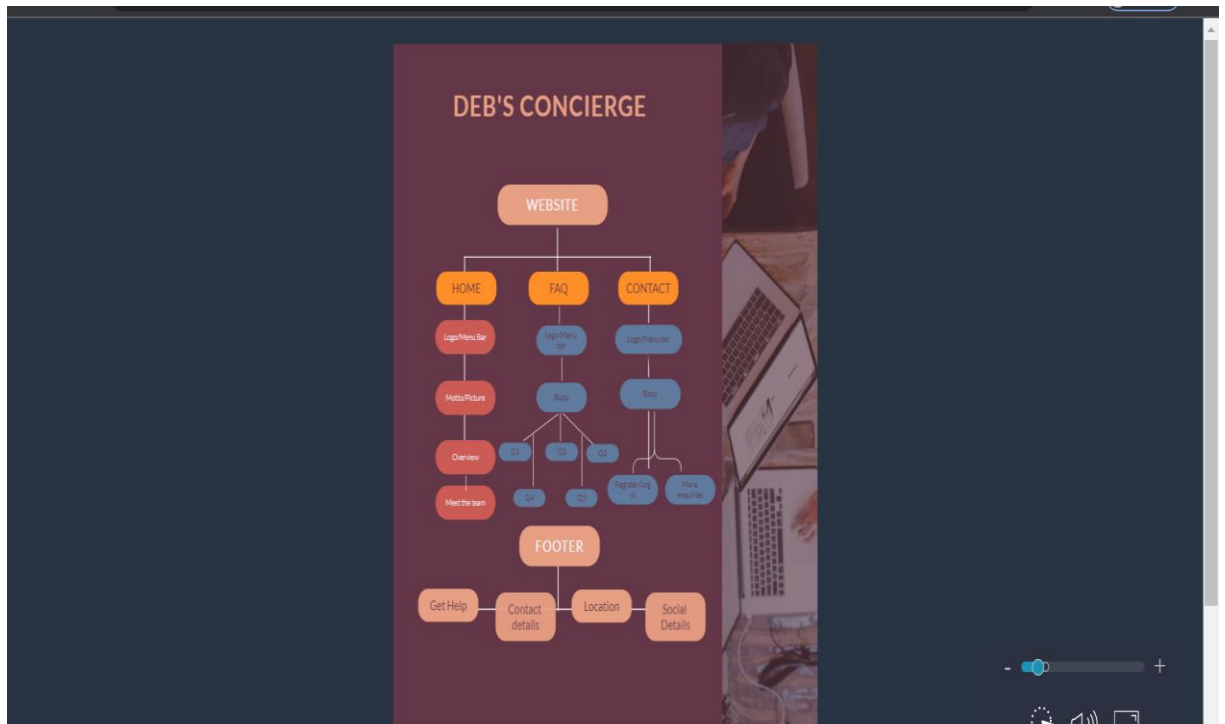 DEB'S CONCIERGE
WEBSITE
HOME
FAQ
CONTACT
Logo/Menu Bar
Logo/Menu
bar
Logo/Menu bar
Motto/Picture
Body
Body
Overview
Q1
Q2
Q3
Meet the team
Q4
Q5
Register/Log
in
More
enquiries
FOOTER
Get Help
Contact
details
Location
Social
Details
- +